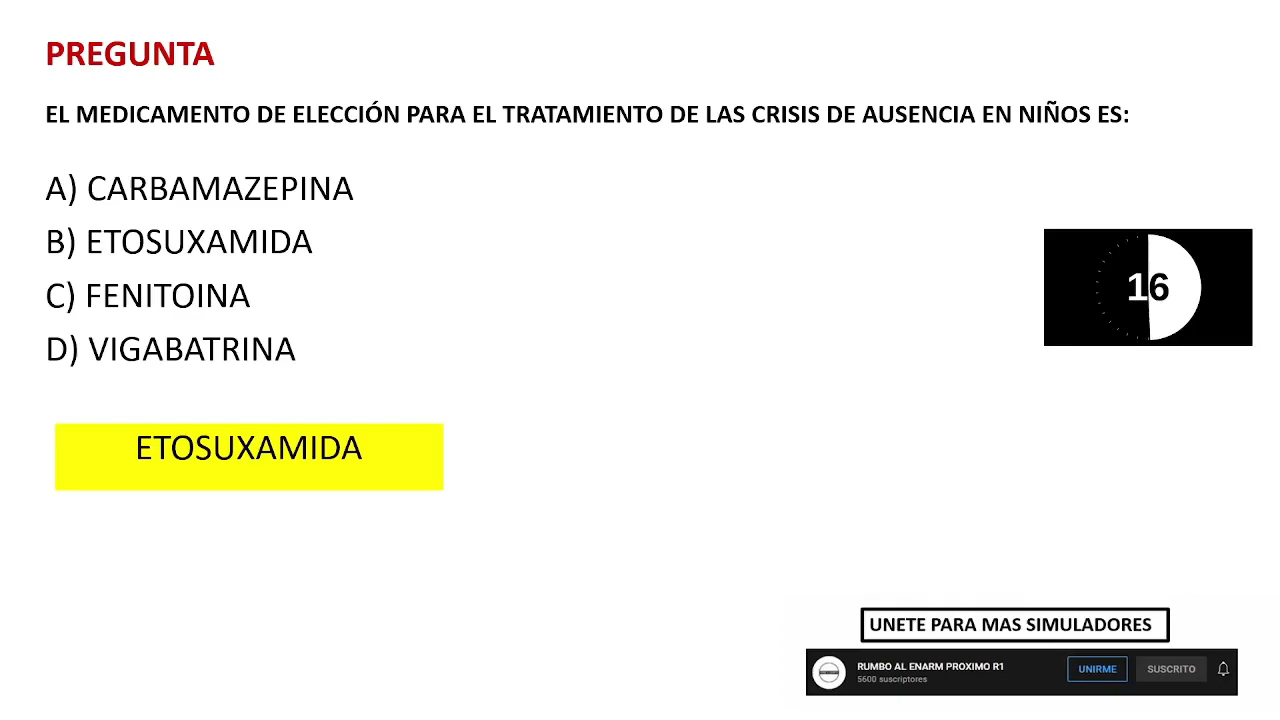 PREGUNTA
EL MEDICAMENTO DE ELECCIÓN PARA EL TRATAMIENTO DE LAS CRISIS DE AUSENCIA EN NIÑOS ES:
A) CARBAMAZEPINA
B) ETOSUXAMIDA
C) FENITOINA
D) VIGABATRINA
16
ETOSUXAMIDA
UNETE PARA MAS SIMULADORES
RUMBO AL ENARM PROXIMO R1
5600 suscriptores
UNIRME
SUSCRITO